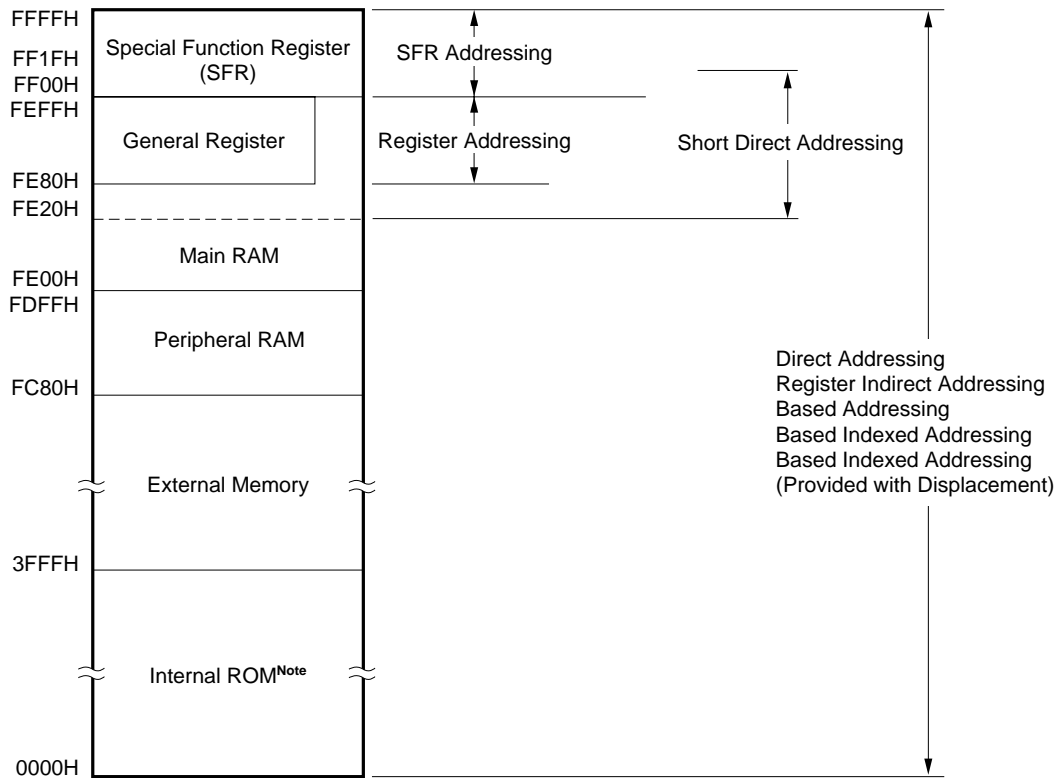 FFFFH
Special Function Register
(SFR)
SFR Addressing
FF1FH
FF00H
FEFFH
General Register
Register Addressing
Short Direct Addressing
FE80H
FE20H
Main RAM
FE00H
FDFFH
Peripheral RAM
FC80H
Direct Addressing
Register Indirect Addressing
Based Addressing
Based Indexed Addressing
Based Indexed Addressing
(Provided with Displacement)
External Memory
3FFFH
Internal ROMNote
0000H